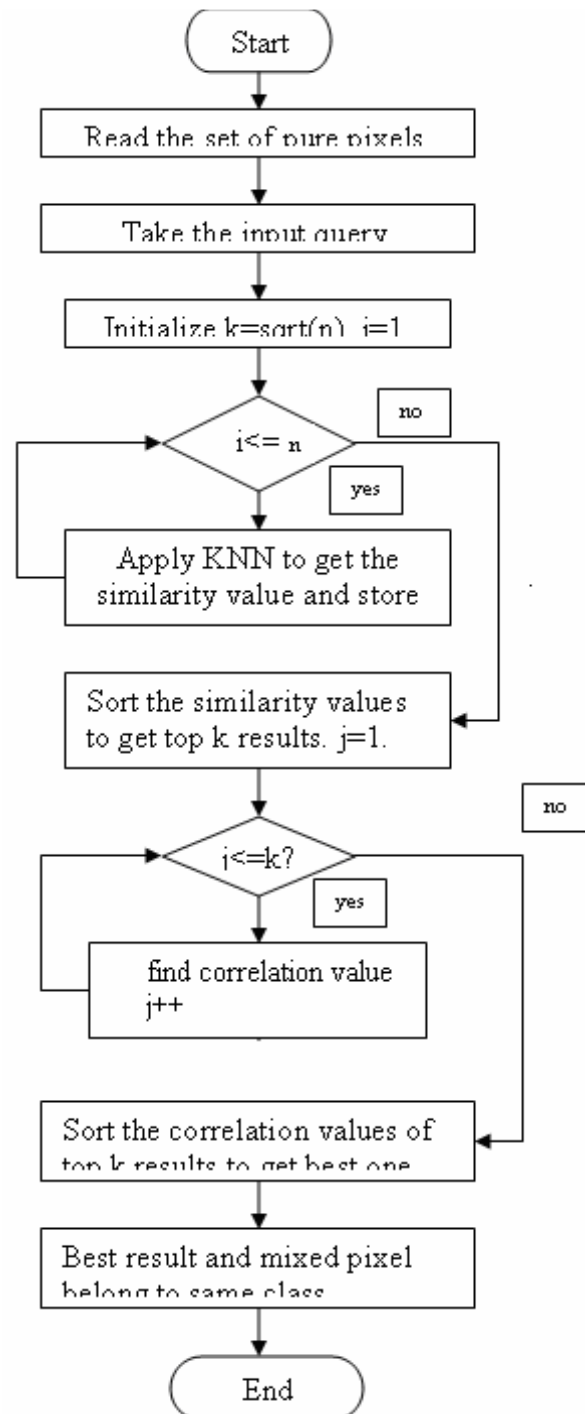 Start
Read the set of pure pixels
Take the input query
Initialize k=sqrt(n), i=1
i<= n
no
yes
Apply KNN to get the
similarity value and store
Sort the similarity values
to get top k results. j=1.
no
j<=k?
yes
find correlation value
j++
Sort the correlation values of
top k results to get best one
Best result and mixed pixel
belong to same class
End